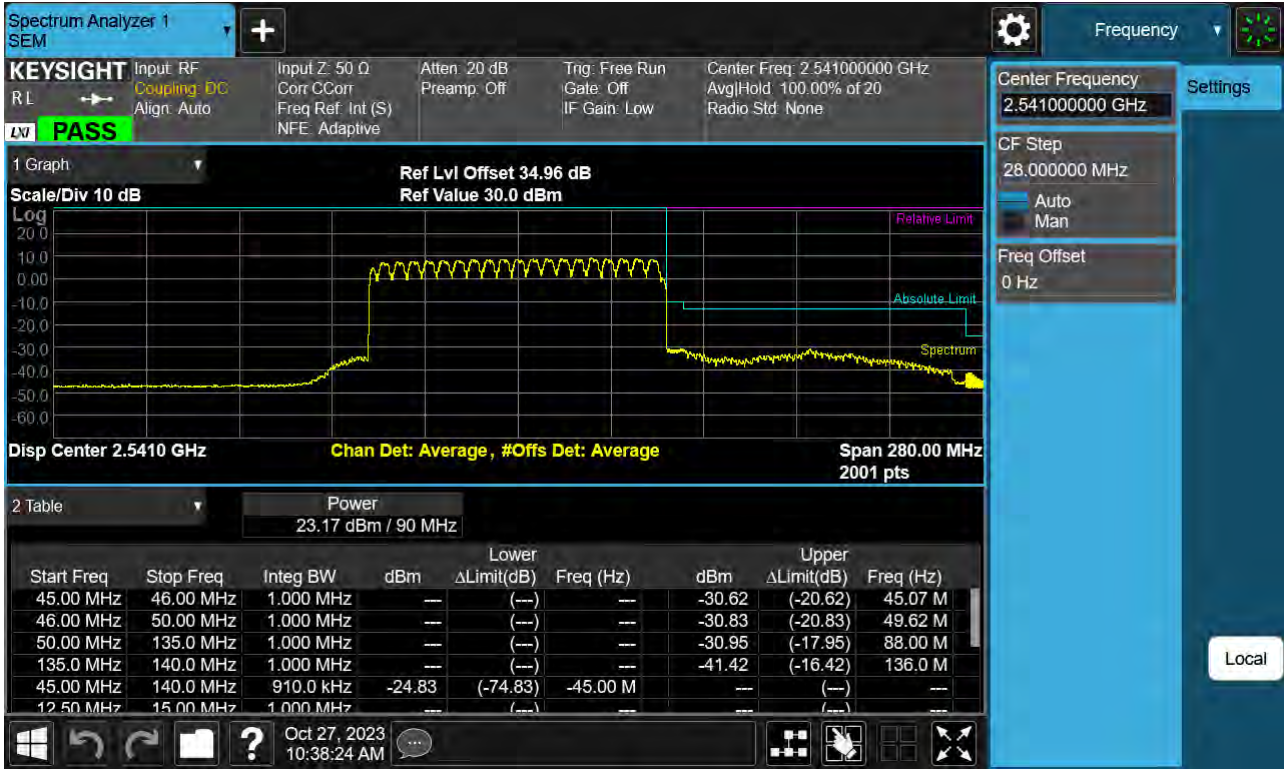 Spectrum Analyzer 1
SEM
▼
+
Frequency
▼
KEYSIGHT
RL
LXI
PASS
Input: RF
Coupling: DC
Align: Auto
Input Z: 50 Ω
Corr CCorr
Freq Ref: Int (S)
NFE: Adaptive
Atten: 20 dB
Preamp: Off
Trig: Free Run
Gate: Off
IF Gain: Low
Center Freq: 2.541000000 GHz
Avg|Hold: 100.00% of 20
Radio Std: None
Center Frequency
2.541000000 GHz
Settings
CF Step
28.000000 MHz
Auto
Man
Freq Offset
0 Hz
Local
1 Graph ▼
Scale/Div 10 dB
Ref Lvl Offset 34.96 dB
Ref Value 30.0 dBm
Log
20.0
10.0
0.00
-10.0
-20.0
-30.0
-40.0
-50.0
-60.0
Relative Limit
Absolute Limit
Spectrum
Disp Center 2.5410 GHz
Chan Det: Average, #Offs Det: Average
Span 280.00 MHz
2001 pts
2 Table ▼
Power
23.17 dBm / 90 MHz
Lower Upper
Start Freq Stop Freq Integ BW dBm ΔLimit(dB) Freq (Hz) dBm ΔLimit(dB) Freq (Hz)
45.00 MHz 46.00 MHz 1.000 MHz --- (---) --- -30.62 (-20.62) 45.07 M
46.00 MHz 50.00 MHz 1.000 MHz --- (---) --- -30.83 (-20.83) 49.62 M
50.00 MHz 135.0 MHz 1.000 MHz --- (---) --- -30.95 (-17.95) 88.00 M
135.0 MHz 140.0 MHz 1.000 MHz --- (---) --- -41.42 (-16.42) 136.0 M
45.00 MHz 140.0 MHz 910.0 kHz -24.83 (-74.83) -45.00 M --- (---) ---
12.50 MHz 15.00 MHz 1.000 MHz --- (---) --- --- (---) ---
?
Oct 27, 2023
10:38:24 AM
...